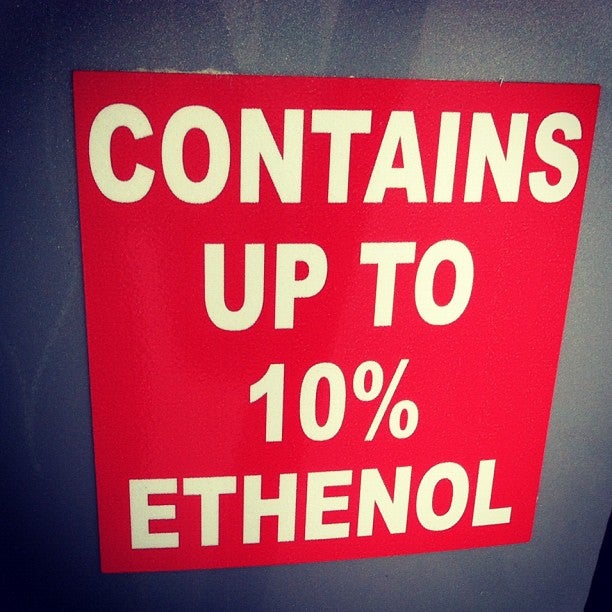 CONTAINS
UP TO
10%
ETHENOL